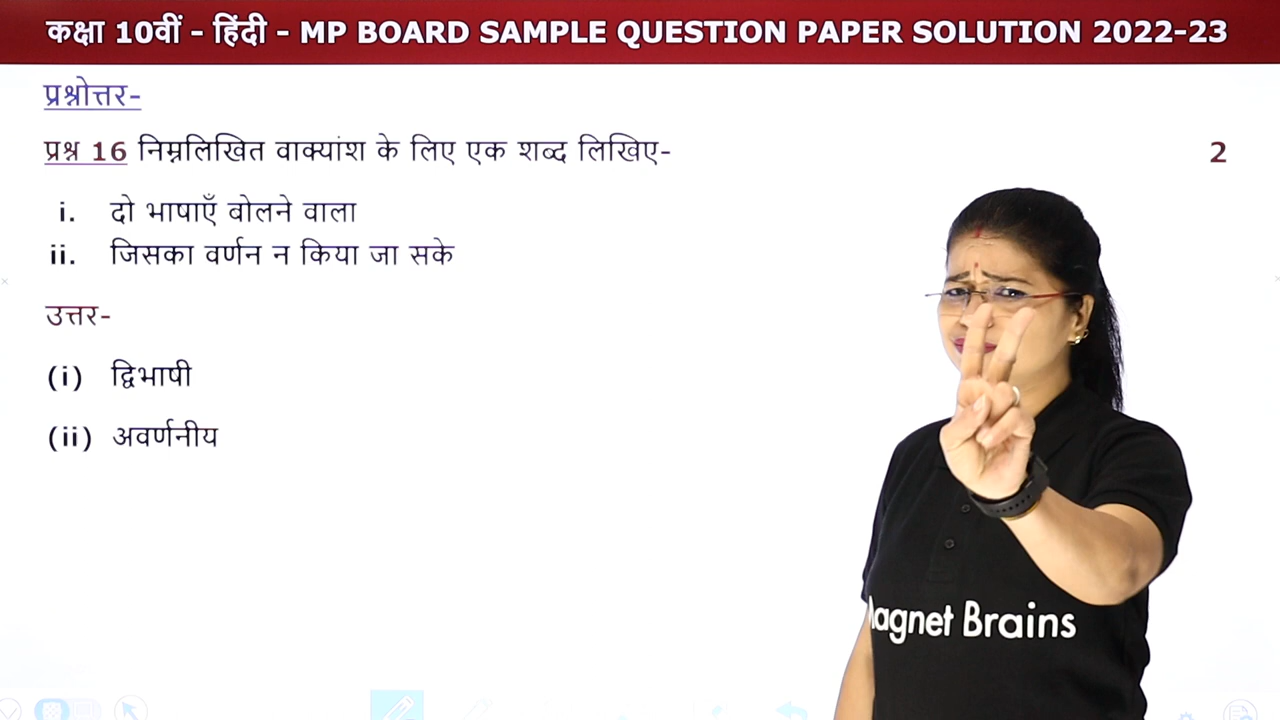 कक्षा 10वीं - हिंदी - MP BOARD SAMPLE QUESTION PAPER SOLUTION 2022-23
प्रश्नोत्तर-
प्रश्न 16 निम्नलिखित वाक्यांश के लिए एक शब्द लिखिए- 2
i. दो भाषाएँ बोलने वाला
ii. जिसका वर्णन न किया जा सके
उत्तर-
(i) द्विभाषी
(ii) अवर्णनीय
Magnet Brains